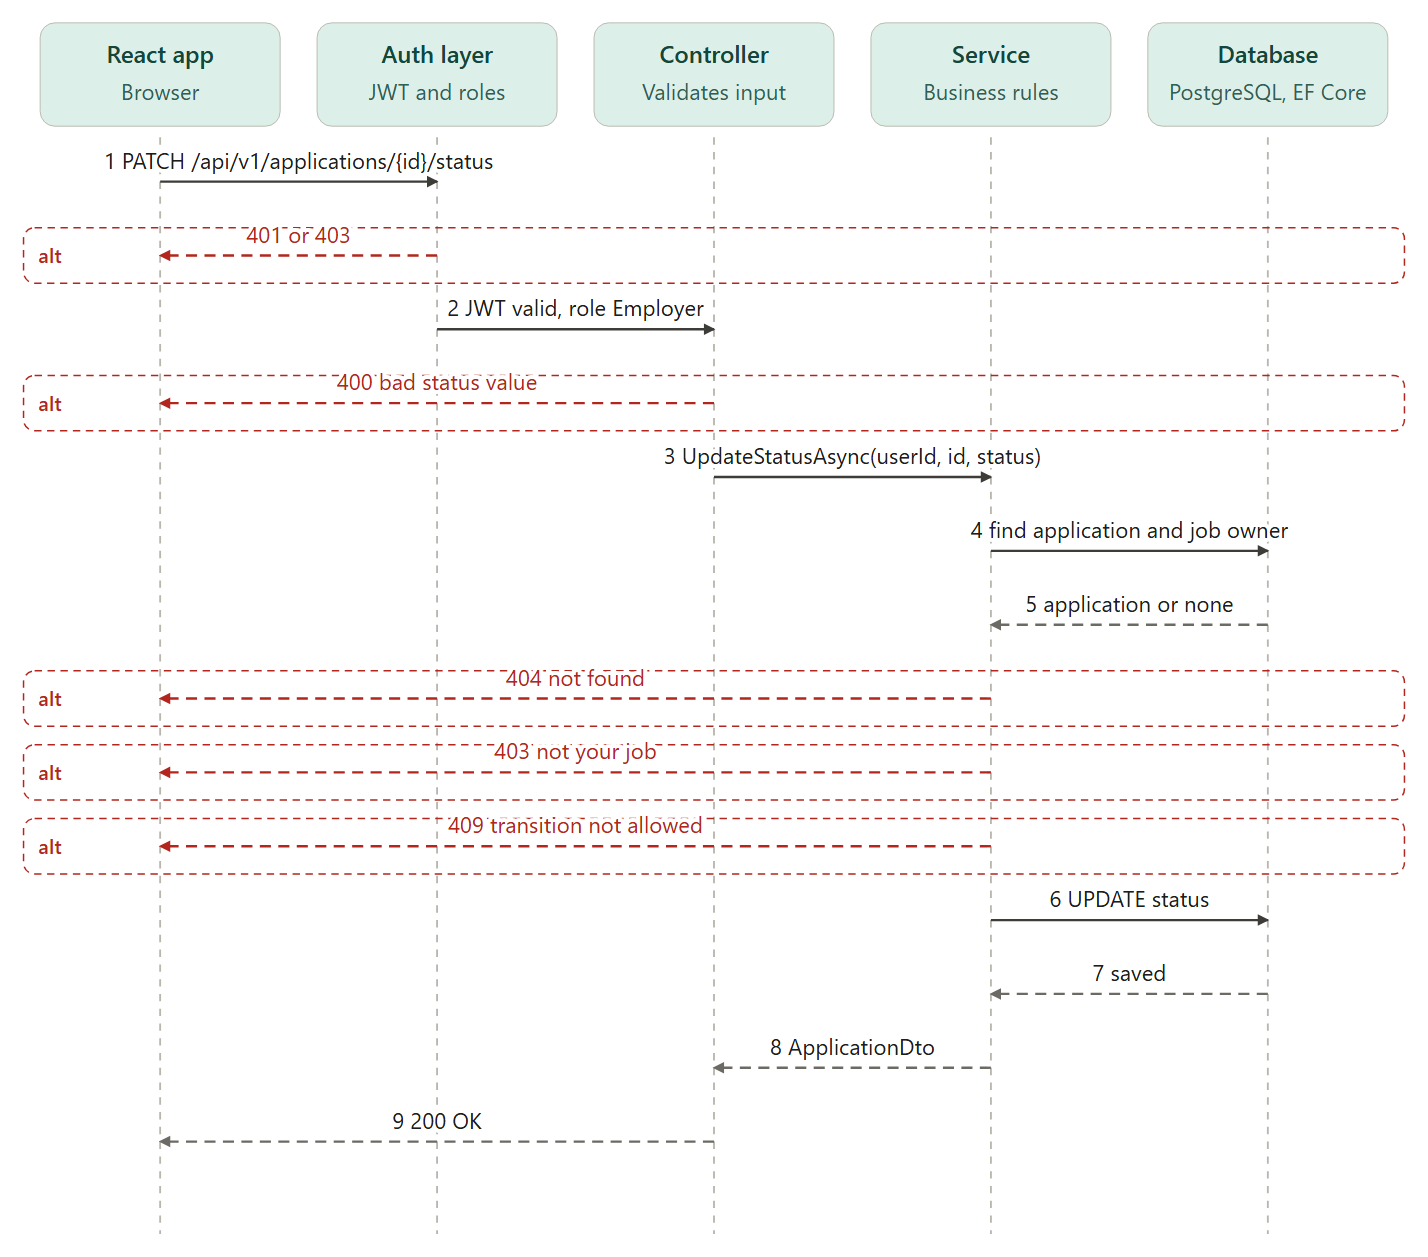 React app
Browser
Auth layer
JWT and roles
Controller
Validates input
Service
Business rules
Database
PostgreSQL, EF Core
1 PATCH /api/v1/applications/{id}/status
401 or 403
alt
2 JWT valid, role Employer
400 bad status value
alt
3 UpdateStatusAsync(userId, id, status)
4 find application and job owner
5 application or none
404 not found
alt
403 not your job
alt
409 transition not allowed
alt
6 UPDATE status
7 saved
8 ApplicationDto
9 200 OK